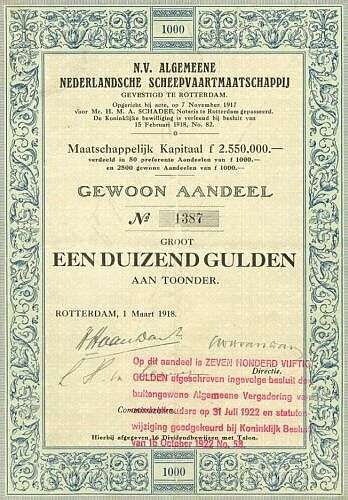 1000
N.V. ALGEMEENE
NEDERLANDSCHE SCHEEPVAARTMAATSCHAPPIJ
GEVESTIGD TE ROTTERDAM.
Opgericht bij acte, op 7 November 1917
voor Mr. H. M. A. SCHADEE, Notaris te Rotterdam gepasseerd.
De Koninklijke bewilliging is verleend bij besluit van
15 Februari 1918, No. 82.
Maatschappelijk Kapitaal f 2.550.000.—
verdeeld in 50 preferente Aandeelen van f 1000.—
en 2500 gewone Aandeelen van f 1000.—
GEWOON AANDEEL
No 1387
GROOT
EEN DUIZEND GULDEN
AAN TOONDER.
ROTTERDAM, 1 Maart 1918.
Directie.
Op dit aandeel is ZEVEN HONDERD VIJFTIG
GULDEN afgeschreven ingevolge besluit der
buitengewone Algemeene Vergadering van
aandeelhouders op 31 Juli 1922 en statuten
wijziging goedgekeurd bij Koninklijk Besluit
van 16 October 1922 No. 58.
Commissarissen.
Hierbij afgegeven 16 Dividendbewijzen met Talon.
1000